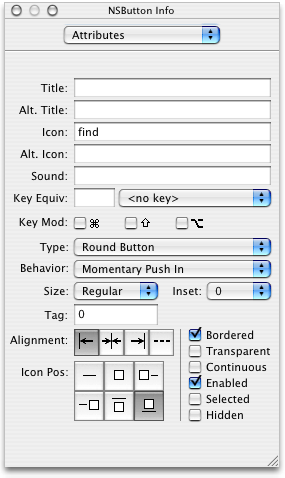 NSButton Info
Attributes
Title:
Alt. Title:
Icon: find
Alt. Icon:
Sound:
Key Equiv: <no key>
Key Mod: ⌘ ⇧ ⌥
Type: Round Button
Behavior: Momentary Push In
Size: Regular Inset: 0
Tag: 0
Alignment:
Bordered
Transparent
Icon Pos:
Continuous
Enabled
Selected
Hidden